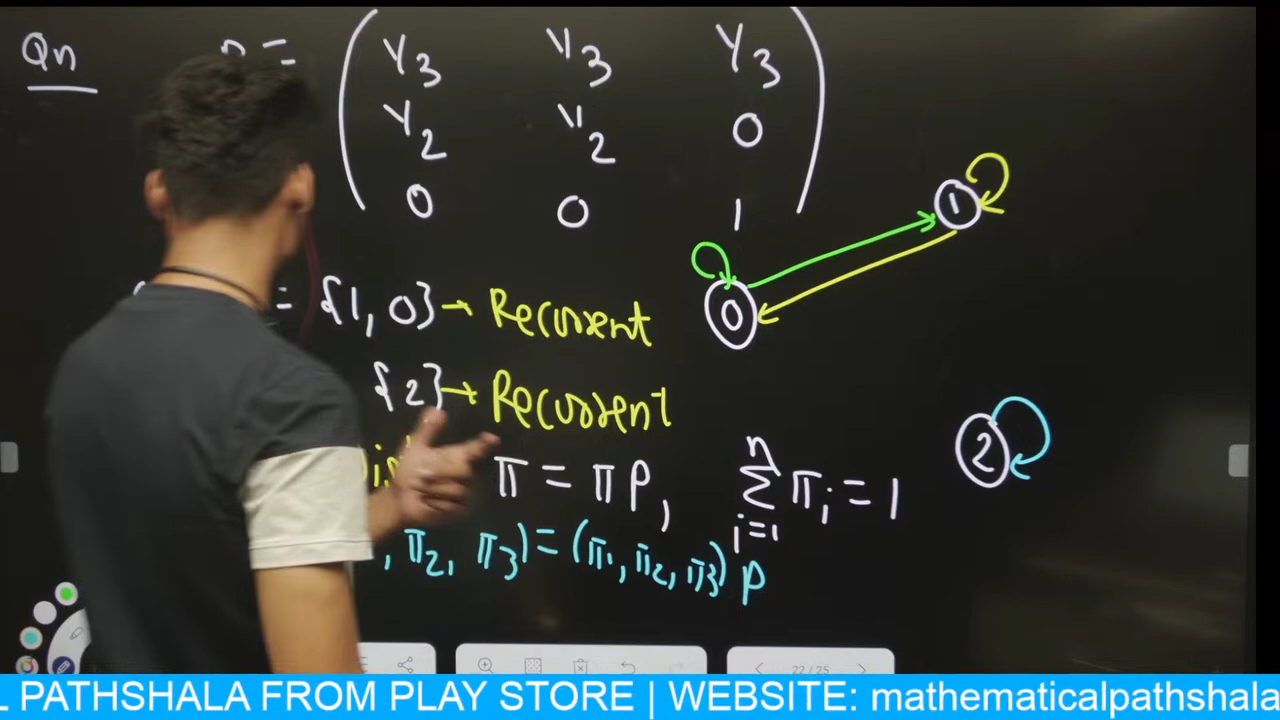 Qn
1/3 1/3 1/3
1/2 1/2 0
0 0 1
= {1, 0} → Recurrent
{2} → Recurrent
π = πP, n Σ i=1 πi = 1
, π2, π3) = (π1, π2, π3) P
0
1
2
22 / 25
L PATHSHALA FROM PLAY STORE | WEBSITE: mathematicalpathshala